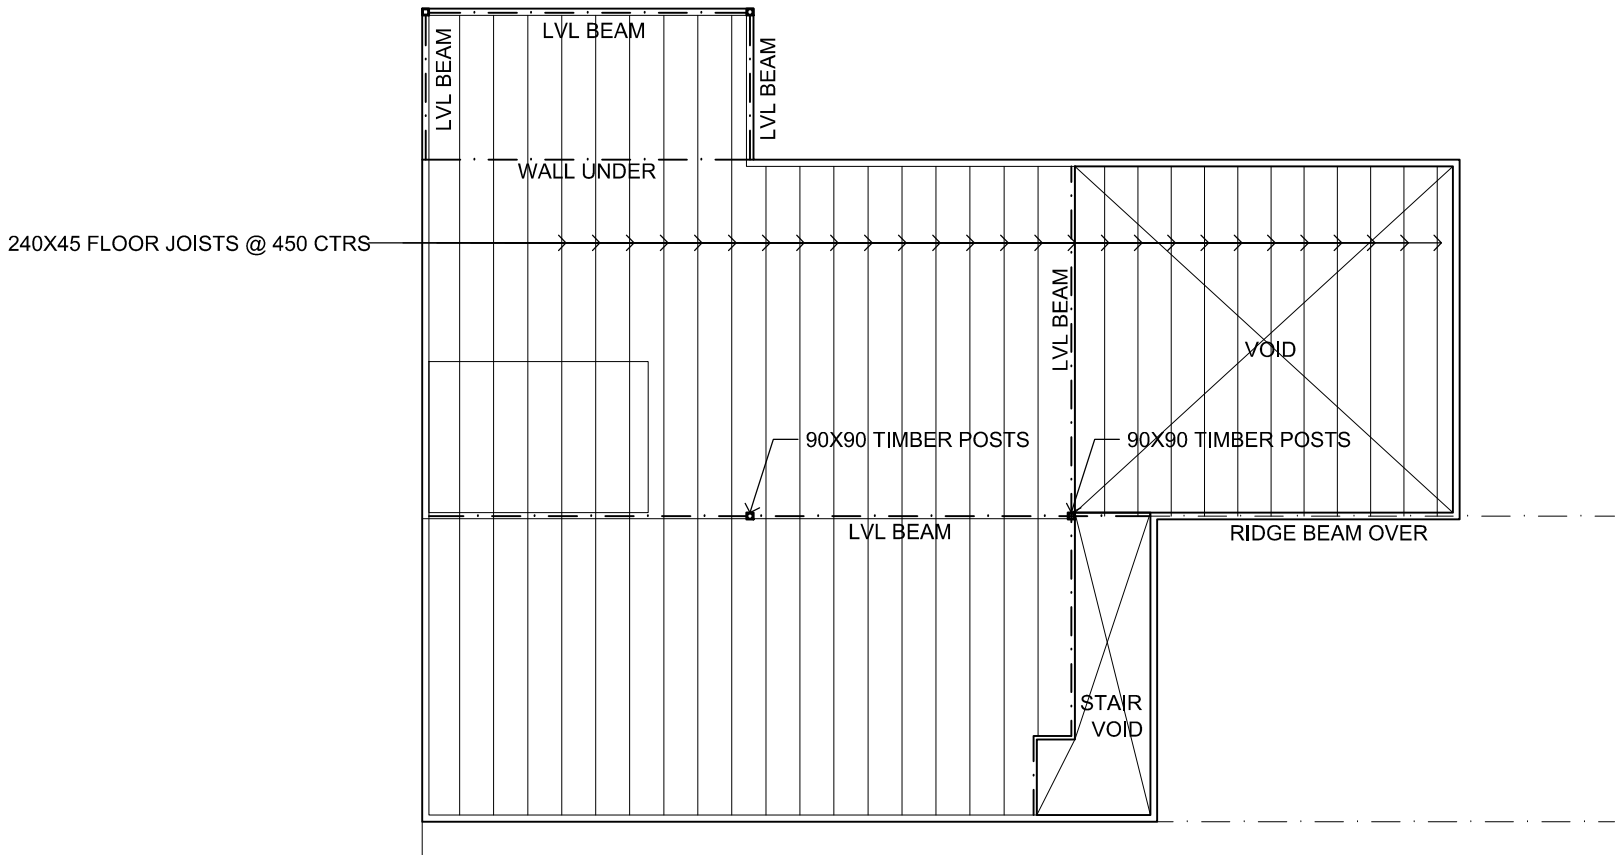 LVL BEAM
LVL BEAM
LVL BEAM
WALL UNDER
240X45 FLOOR JOISTS @ 450 CTRS
LVL BEAM
VOID
90X90 TIMBER POSTS
90X90 TIMBER POSTS
LVL BEAM
RIDGE BEAM OVER
STAIR
VOID